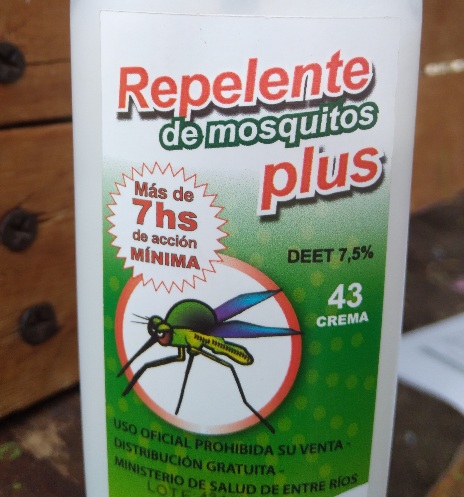 Repelente
de mosquitos
plus
Más de
7hs
de acción
MÍNIMA
DEET 7,5%
43
CREMA
USO OFICIAL PROHIBIDA SU VENTA -
DISTRIBUCIÓN GRATUITA -
MINISTERIO DE SALUD DE ENTRE RÍOS
LOTE